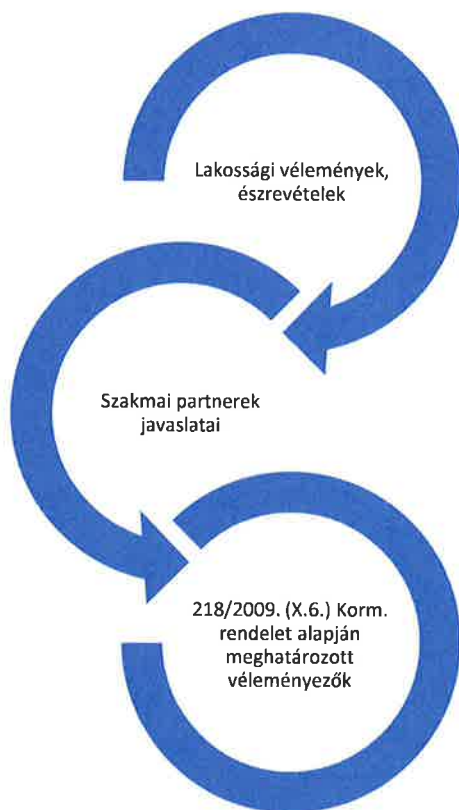 Lakossági vélemények,
észrevételek
Szakmai partnerek
javaslatai
218/2009. (X.6.) Korm.
rendelet alapján
meghatározott
véleményezők